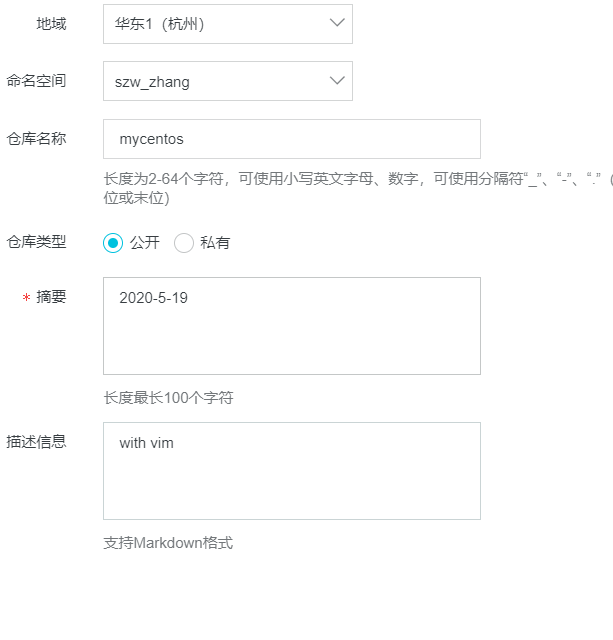 地域 华东1（杭州）
命名空间 szw_zhang
仓库名称 mycentos
长度为2-64个字符，可使用小写英文字母、数字，可使用分隔符“_”、“-”、“.”（
位或末位)
仓库类型 公开 私有
* 摘要 2020-5-19
长度最长100个字符
描述信息 with vim
支持Markdown格式